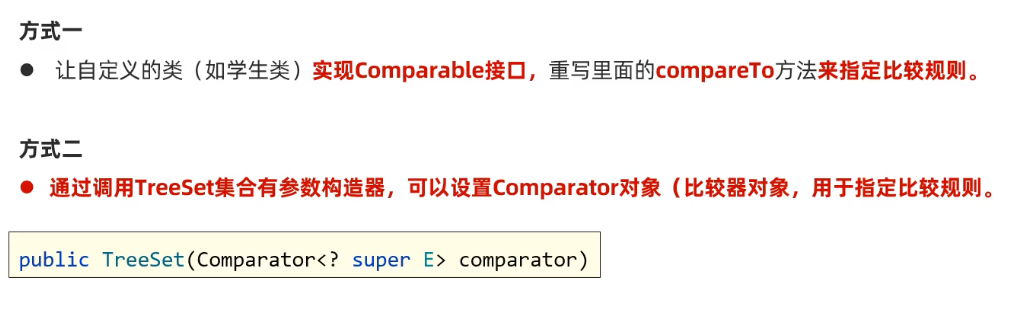 方式一
● 让自定义的类（如学生类）实现Comparable接口，重写里面的compareTo方法来指定比较规则。
方式二
● 通过调用TreeSet集合有参数构造器，可以设置Comparator对象（比较器对象，用于指定比较规则。
public TreeSet(Comparator<? super E> comparator)